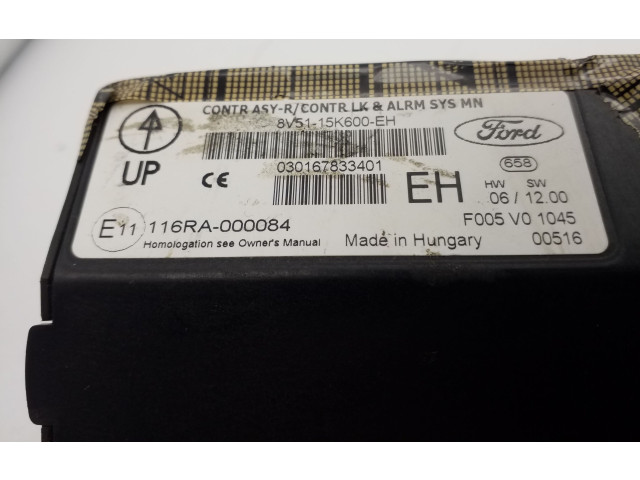 CONTR ASY-R/CONTR LK & ALRM SYS MN
8V51-15K600-EH
Ford
UP
CE
030167833401
EH
658
HW SW
06 / 12.00
E11 116RA-000084
F005 V0 1045
Homologation see Owner's Manual
Made in Hungary
00516